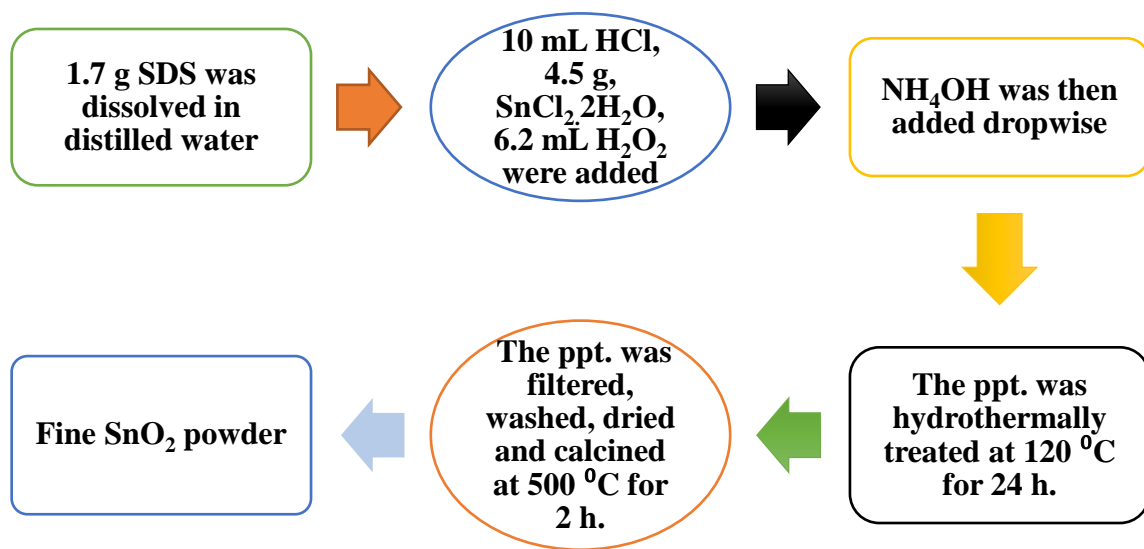 1.7 g SDS was
dissolved in
distilled water
10 mL HCl,
4.5 g,
SnCl₂.2H₂O,
6.2 mL H₂O₂
were added
NH₄OH was then
added dropwise
The ppt. was
hydrothermally
treated at 120 ⁰C
for 24 h.
The ppt. was
filtered,
washed, dried
and calcined
at 500 ⁰C for
2 h.
Fine SnO₂ powder